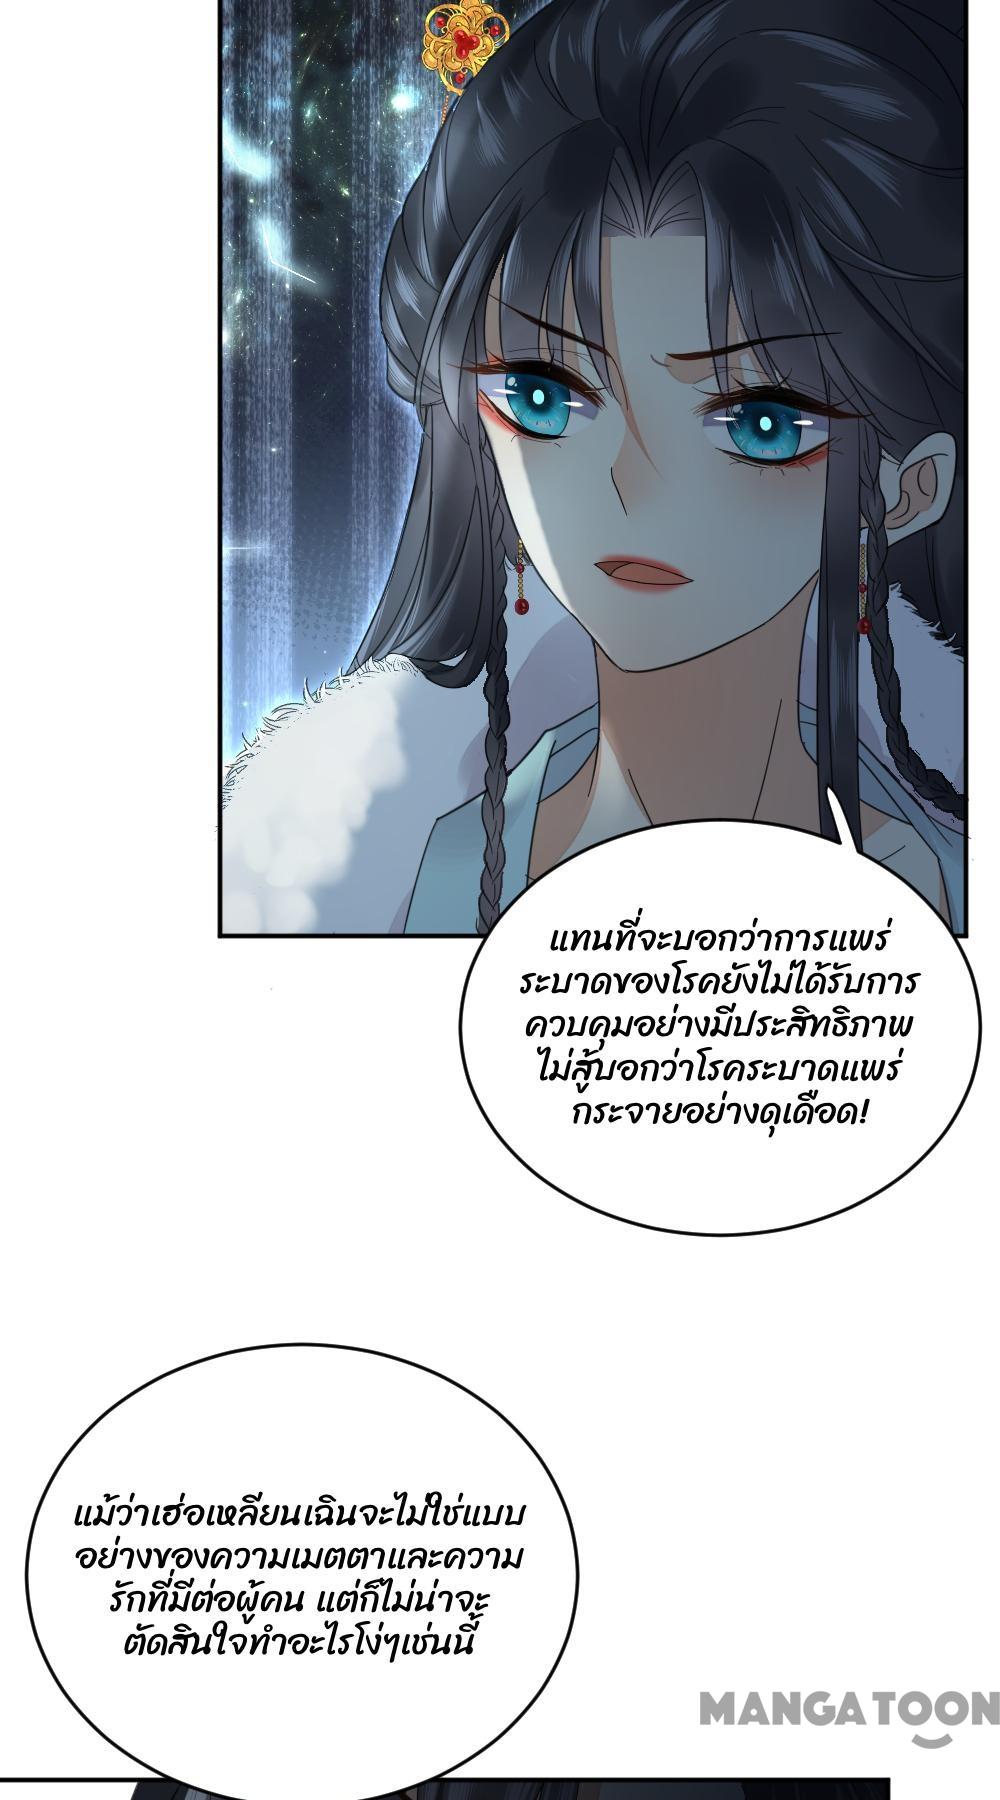 แทนที่จะบอกว่าการแพร่
ระบาดของโรคยังไม่ได้รับการ
ควบคุมอย่างมีประสิทธิภาพ
ไม่สู้บอกว่าโรคระบาดแพร่
กระจายอย่างดุเดือด!
แม้ว่าเฮ่อเหลียนเฉินจะไม่ใช่แบบ
อย่างของความเมตตาและความ
รักที่มีต่อผู้คน แต่ก็ไม่น่าจะ
ตัดสินใจทำอะไรโง่ๆเช่นนี้
MANGATOON